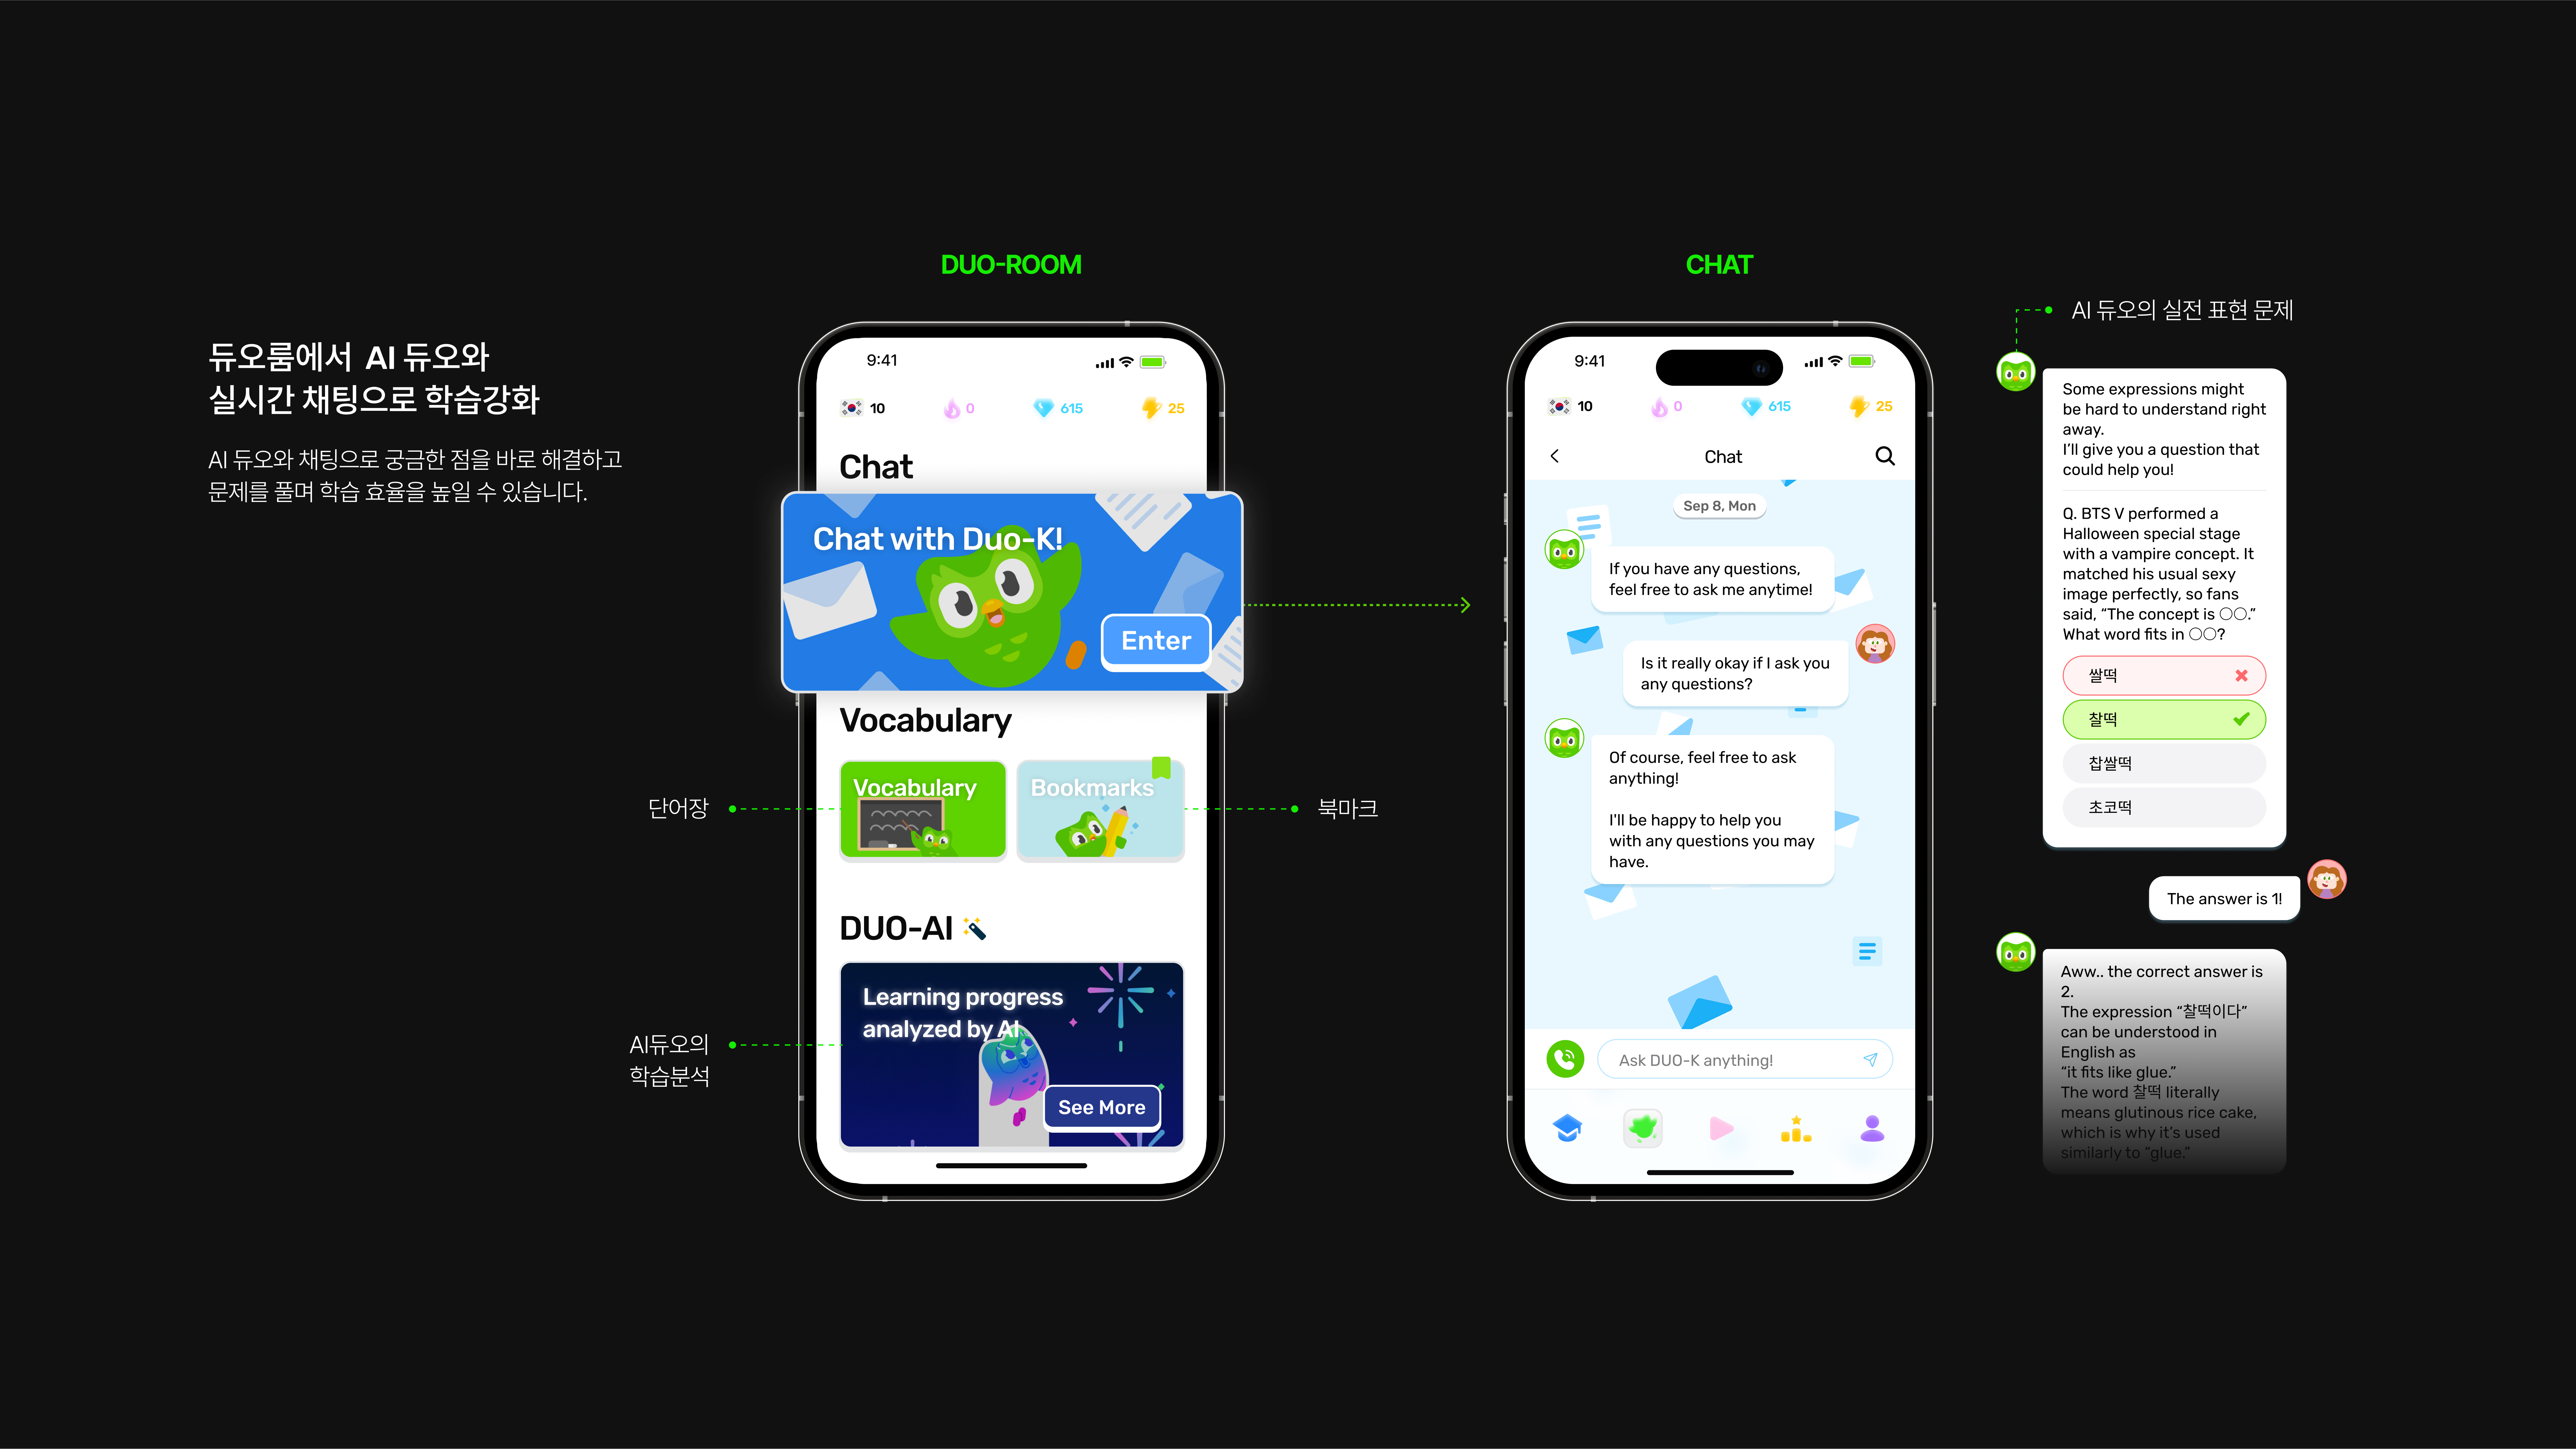 듀오룸에서 AI 듀오와
실시간 채팅으로 학습강화
AI 듀오와 채팅으로 궁금한 점을 바로 해결하고
문제를 풀며 학습 효율을 높일 수 있습니다.
DUO-ROOM
9:41
10
0
615
25
Chat
Chat with Duo-K!
Enter
Vocabulary
Vocabulary
Bookmarks
단어장
북마크
DUO-AI
Learning progress
analyzed by AI
See More
AI듀오의
학습분석
CHAT
9:41
10
0
615
25
Chat
Sep 8, Mon
If you have any questions,
feel free to ask me anytime!
Is it really okay if I ask you
any questions?
Of course, feel free to ask
anything!
I'll be happy to help you
with any questions you may
have.
Ask DUO-K anything!
AI 듀오의 실전 표현 문제
Some expressions might
be hard to understand right
away.
I'll give you a question that
could help you!
Q. BTS V performed a
Halloween special stage
with a vampire concept. It
matched his usual sexy
image perfectly, so fans
said, “The concept is ○○.”
What word fits in ○○?
쌀떡
찰떡
찹쌀떡
초코떡
The answer is 1!
Aww.. the correct answer is
2.
The expression “찰떡이다”
can be understood in
English as
“it fits like glue.”
The word 찰떡 literally
means glutinous rice cake,
which is why it’s used
similarly to “glue.”